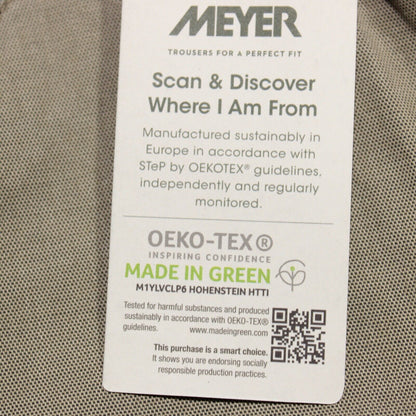 MEYER
TROUSERS FOR A PERFECT FIT
Scan & Discover
Where I Am From
Manufactured sustainably in
Europe in accordance with
STeP by OEKOTEX® guidelines,
independently and regularly
monitored.
OEKO-TEX®
INSPIRING CONFIDENCE
MADE IN GREEN
M1YLVCLP6 HOHENSTEIN HTTI
Tested for harmful substances and produced
sustainably in accordance with OEKO-TEX®
guidelines. www.madeingreen.com
This purchase is a smart choice.
It shows you are endorsing socially
responsible production practices.